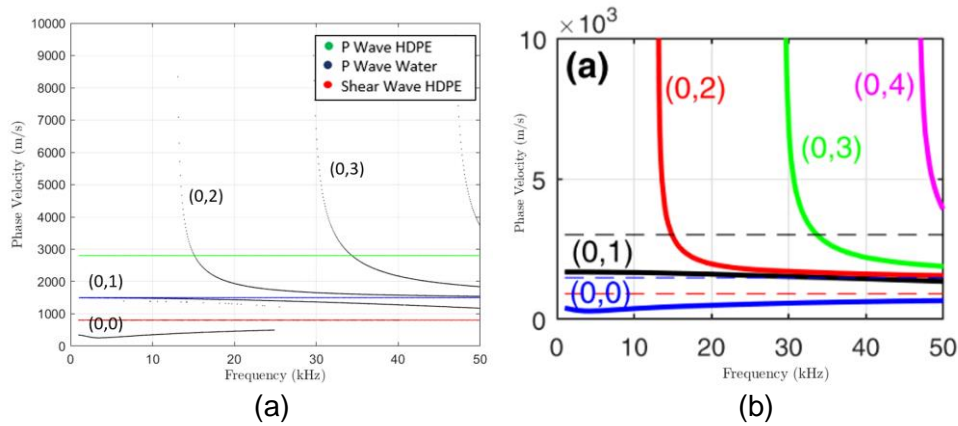 10000
9000
8000
7000
6000
5000
4000
3000
2000
1000
0
Phase Velocity (m/s)
P Wave HDPE
P Wave Water
Shear Wave HDPE
(0,3)
(0,2)
(0,1)
(0,0)
0 10 20 30 40 50
Frequency (kHz)
(a)
× 10³
10
5
0
Phase Velocity (m/s)
(a)
(0,2)
(0,4)
(0,3)
(0,1)
(0,0)
0 10 20 30 40 50
Frequency (kHz)
(b)